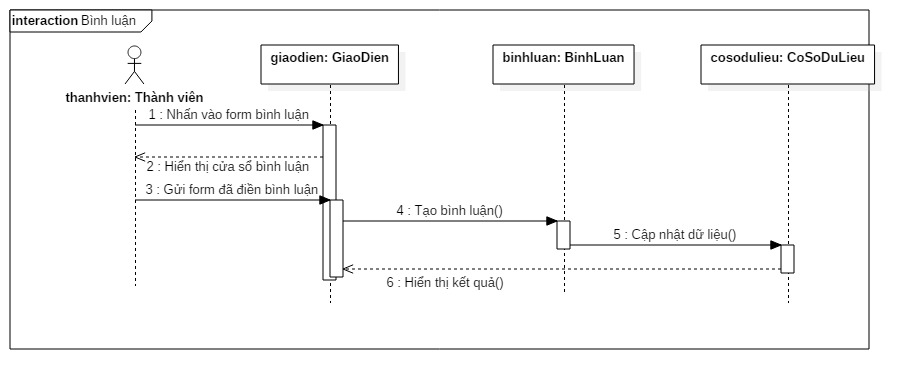 interaction Bình luận
giaodien: GiaoDien
binhluan: BinhLuan
cosodulieu: CoSoDuLieu
thanhvien: Thành viên
1 : Nhấn vào form bình luận
2 : Hiển thị cửa sổ bình luận
3 : Gửi form đã điền bình luận
4 : Tạo bình luận()
5 : Cập nhật dữ liệu()
6 : Hiển thị kết quả()